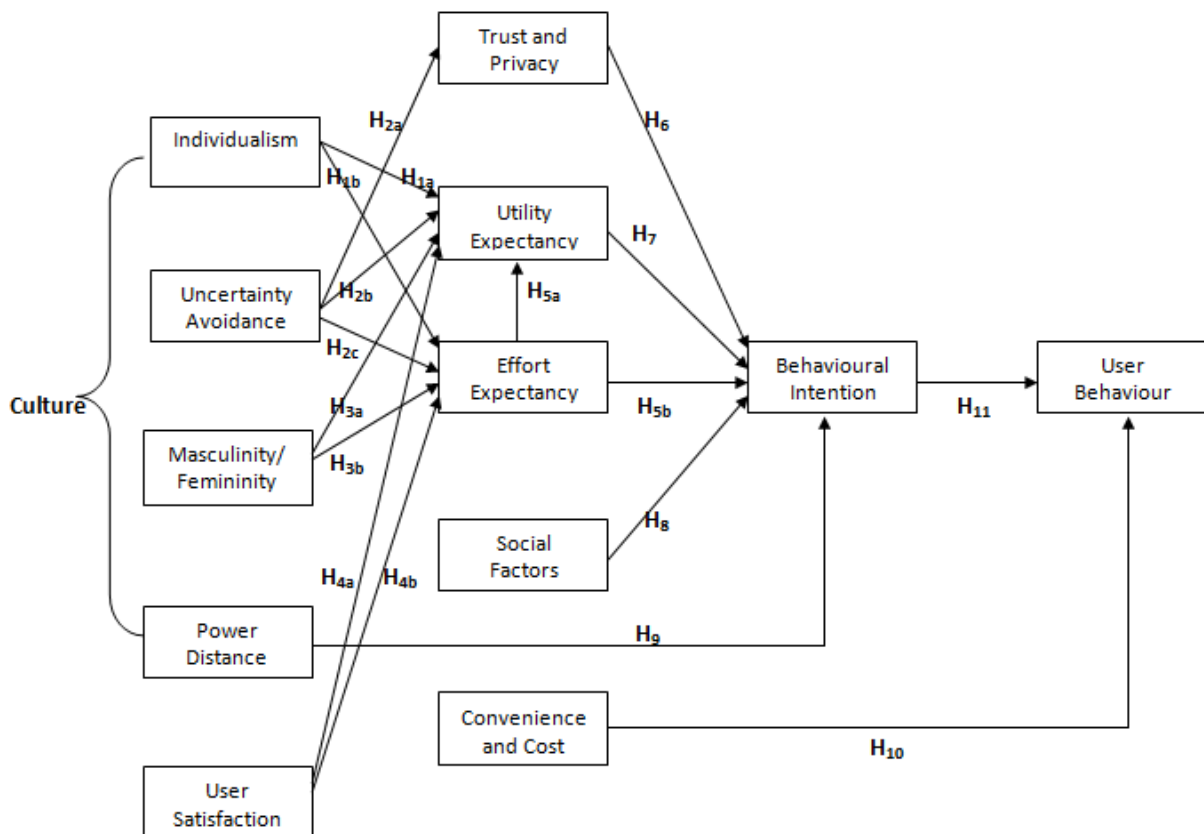 Trust and
Privacy
H2a
H6
Individualism
H1b
H1a
Utility
Expectancy
H7
Uncertainty
Avoidance
H2b
H5a
H2c
Effort
Expectancy
Behavioural
Intention
User
Behaviour
Culture
H3a
H5b
H11
Masculinity/
Femininity
H3b
H8
Social
Factors
H4a
H4b
Power
Distance
H9
Convenience
and Cost
H10
User
Satisfaction